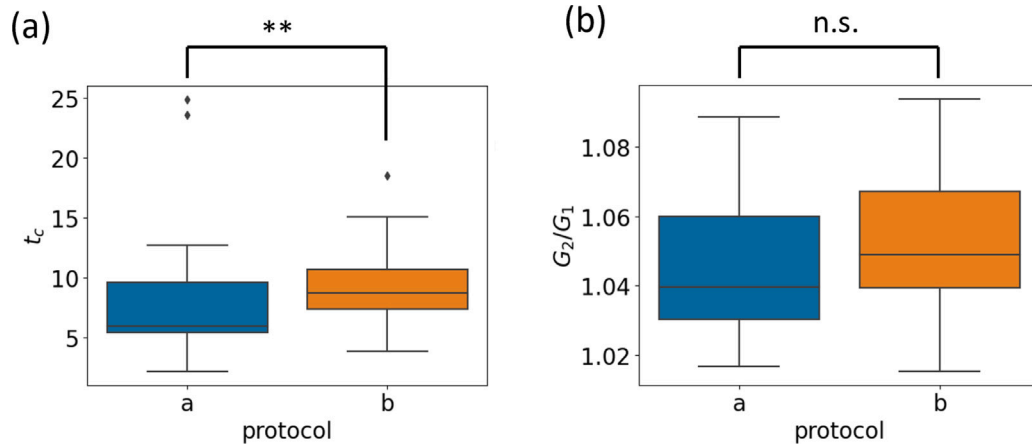 (a)
**
25
20
15
10
5
t_c
a b
protocol
(b)
n.s.
1.08
1.06
1.04
1.02
G_2/G_1
a b
protocol